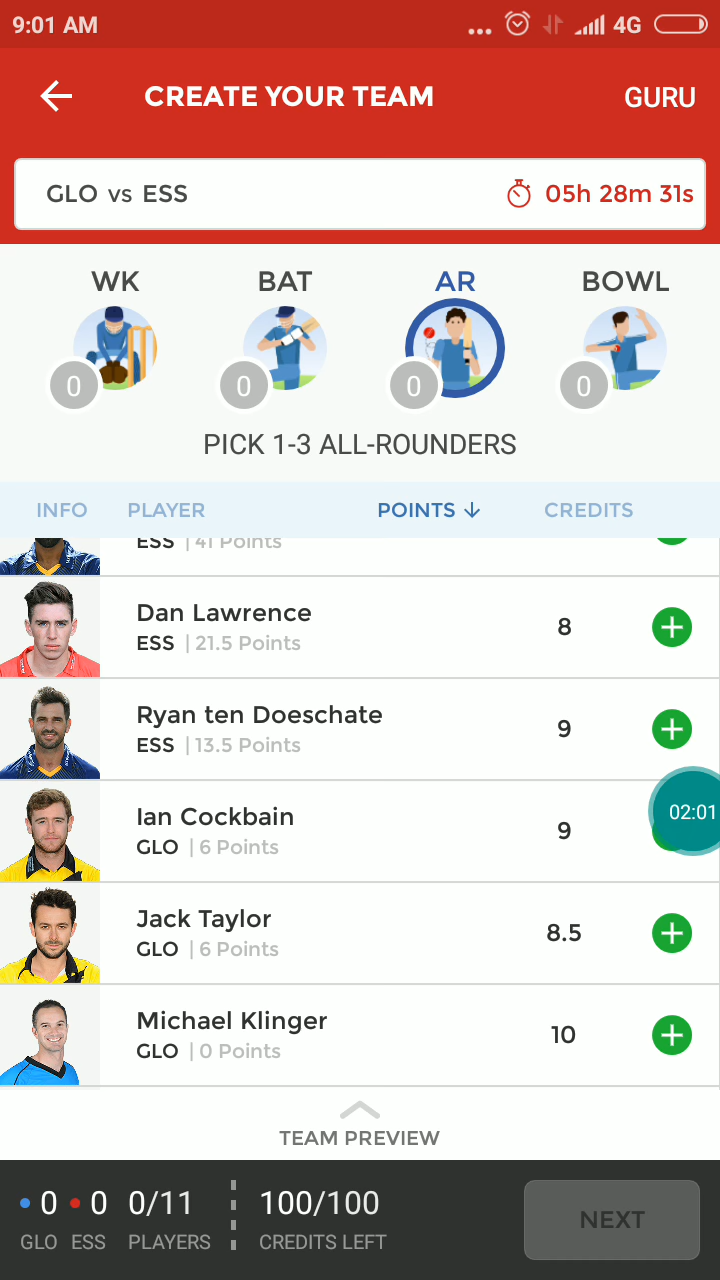 9:01 AM ... 4G
CREATE YOUR TEAM GURU
GLO vs ESS 05h 28m 31s
WK BAT AR BOWL
0 0 0 0
PICK 1-3 ALL-ROUNDERS
INFO PLAYER POINTS ↓ CREDITS
ESS | 41 Points
Dan Lawrence
ESS | 21.5 Points 8 +
Ryan ten Doeschate
ESS | 13.5 Points 9 +
Ian Cockbain
GLO | 6 Points 9 02:01
Jack Taylor
GLO | 6 Points 8.5 +
Michael Klinger
GLO | 0 Points 10 +
TEAM PREVIEW
0 0 0/11 100/100 NEXT
GLO ESS PLAYERS CREDITS LEFT